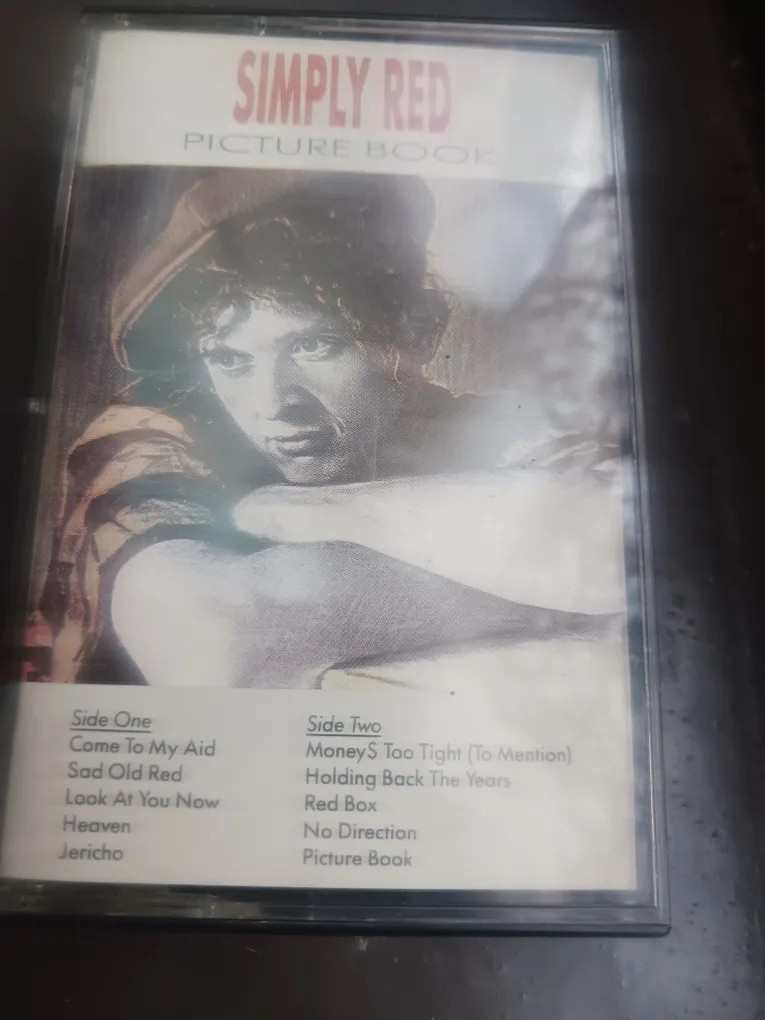 SIMPLY RED
PICTURE BOOK
Side One
Come To My Aid
Sad Old Red
Look At You Now
Heaven
Jericho
Side Two
Money$ Too Tight (To Mention)
Holding Back The Years
Red Box
No Direction
Picture Book